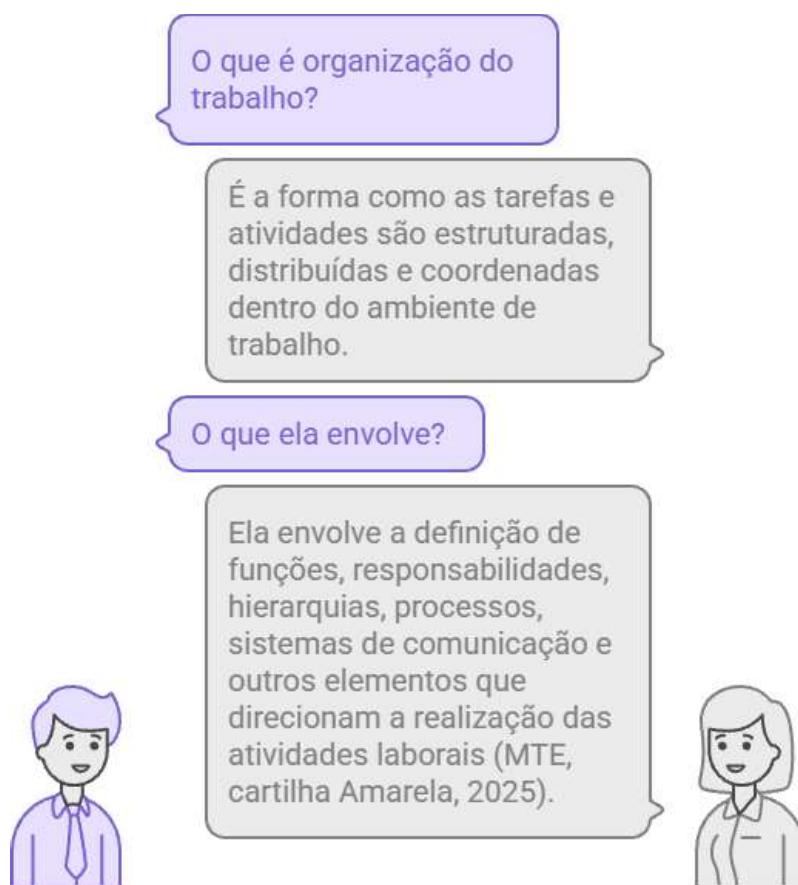 O que é organização do
trabalho?
É a forma como as tarefas e
atividades são estruturadas,
distribuídas e coordenadas
dentro do ambiente de
trabalho.
O que ela envolve?
Ela envolve a definição de
funções, responsabilidades,
hierarquias, processos,
sistemas de comunicação e
outros elementos que
direcionam a realização das
atividades laborais (MTE,
cartilha Amarela, 2025).